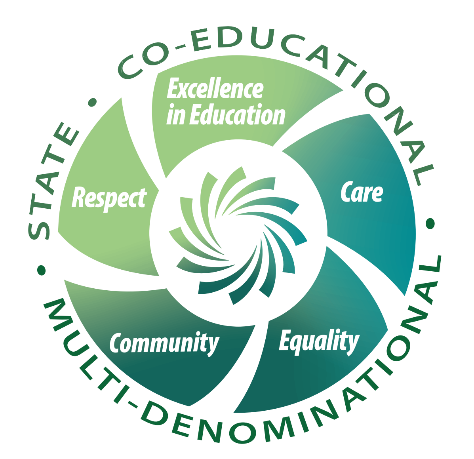 STATE • CO-EDUCATIONAL • MULTI-DENOMINATIONAL •
Excellence
in Education
Care
Equality
Community
Respect